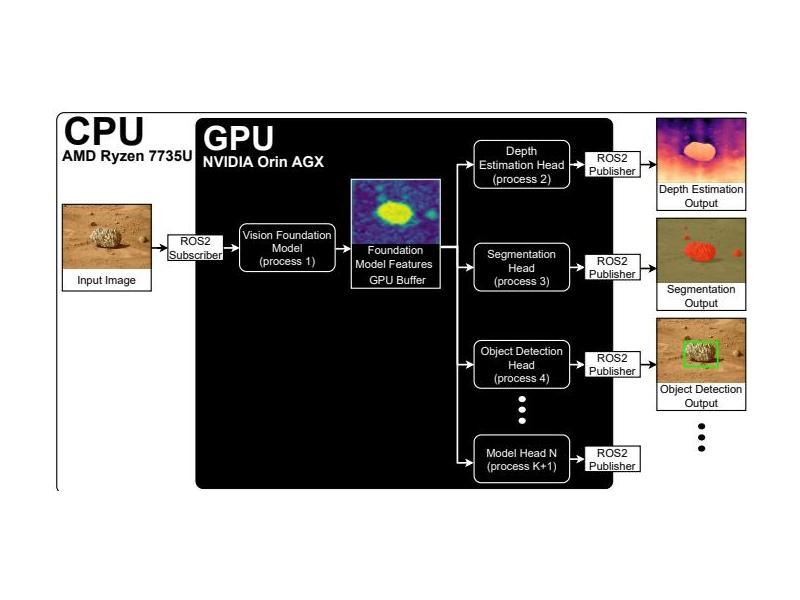 CPU
AMD Ryzen 7735U
GPU
NVIDIA Orin AGX
Input Image
ROS2
Subscriber
Vision Foundation
Model
(process 1)
Foundation
Model Features
GPU Buffer
Depth
Estimation Head
(process 2)
ROS2
Publisher
Depth Estimation
Output
Segmentation
Head
(process 3)
ROS2
Publisher
Segmentation
Output
Object Detection
Head
(process 4)
ROS2
Publisher
Object Detection
Output
Model Head N
(process K+1)
ROS2
Publisher